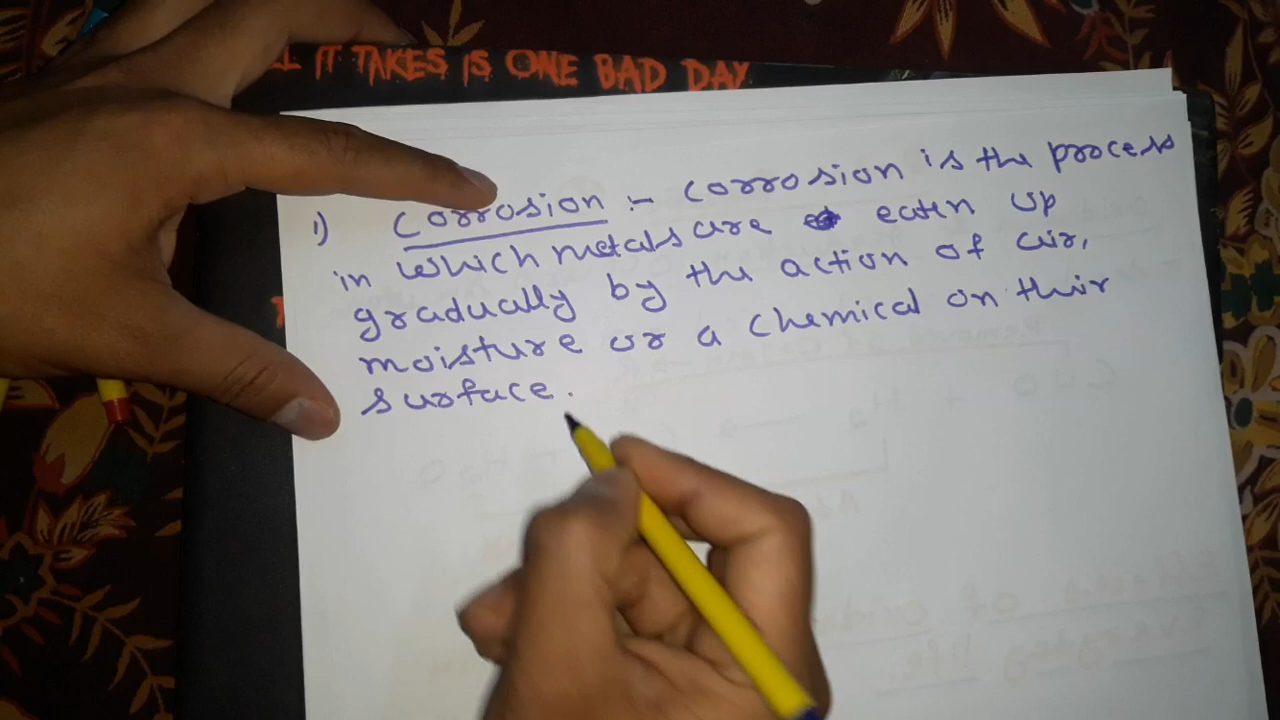 LL IT TAKES IS ONE BAD DAY
1) Corrosion :- Corrosion is the process
in which metals are eaten up
gradually by the action of air,
moisture or a chemical on their
surface.